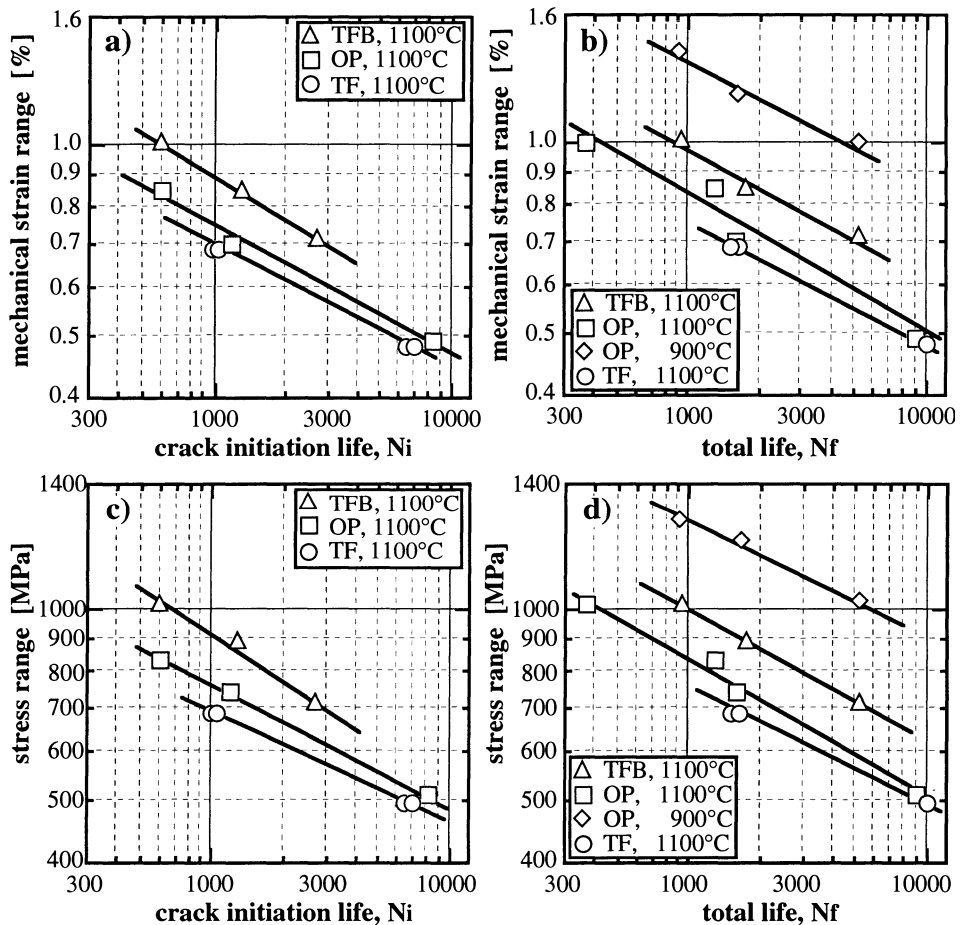 a)
mechanical strain range [%]
1.6
1.0
0.9
0.8
0.7
0.6
0.5
0.4
TFB, 1100°C
OP, 1100°C
TF, 1100°C
300
1000
3000
10000
crack initiation life, Ni
b)
mechanical strain range [%]
1.6
1.0
0.9
0.8
0.7
0.6
0.5
0.4
TFB, 1100°C
OP, 1100°C
OP, 900°C
TF, 1100°C
300
1000
3000
10000
total life, Nf
c)
stress range [MPa]
1400
1000
900
800
700
600
500
400
TFB, 1100°C
OP, 1100°C
TF, 1100°C
300
1000
3000
10000
crack initiation life, Ni
d)
stress range [MPa]
1400
1000
900
800
700
600
500
400
TFB, 1100°C
OP, 1100°C
OP, 900°C
TF, 1100°C
300
1000
3000
10000
total life, Nf